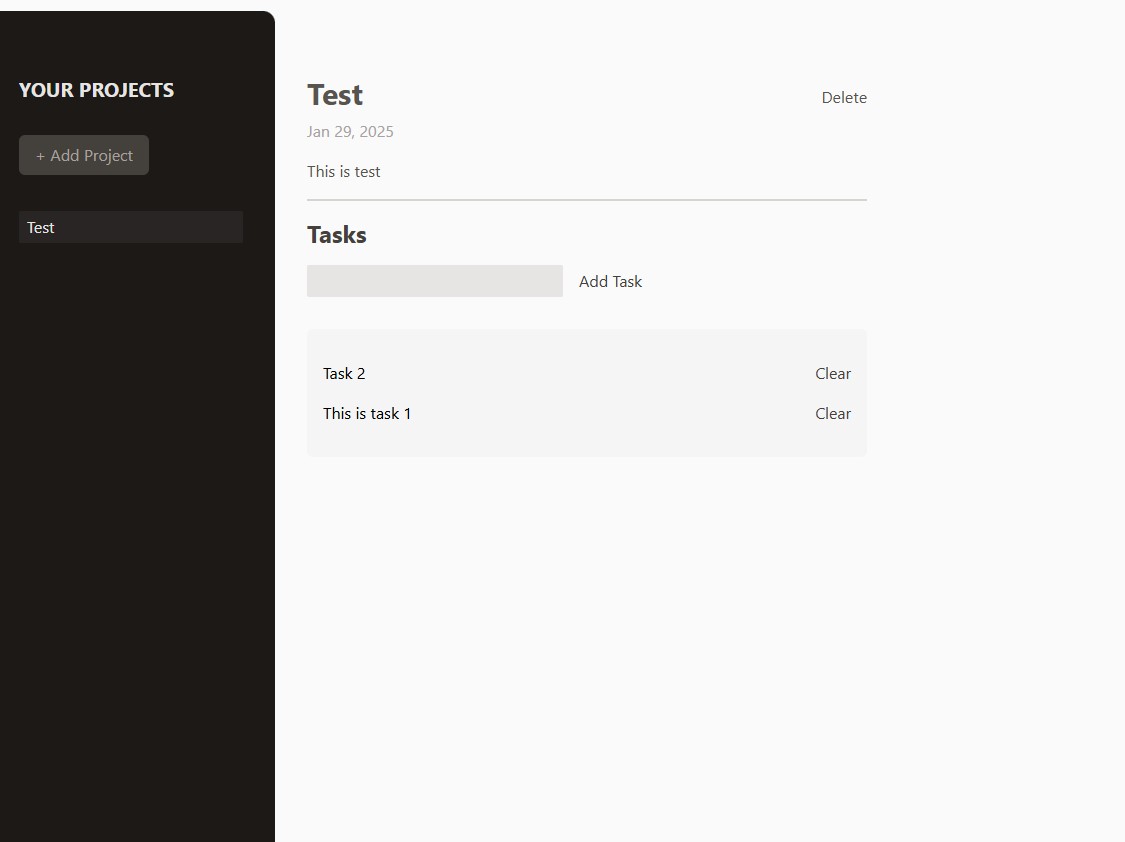 YOUR PROJECTS
+ Add Project
Test
Test
Delete
Jan 29, 2025
This is test
Tasks
Add Task
Task 2
Clear
This is task 1
Clear